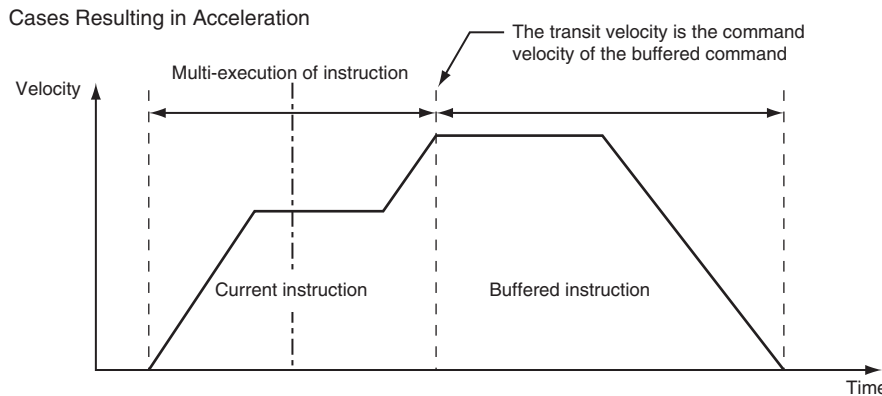 Cases Resulting in Acceleration
The transit velocity is the command
velocity of the buffered command
Multi-execution of instruction
Velocity
Current instruction
Buffered instruction
Time